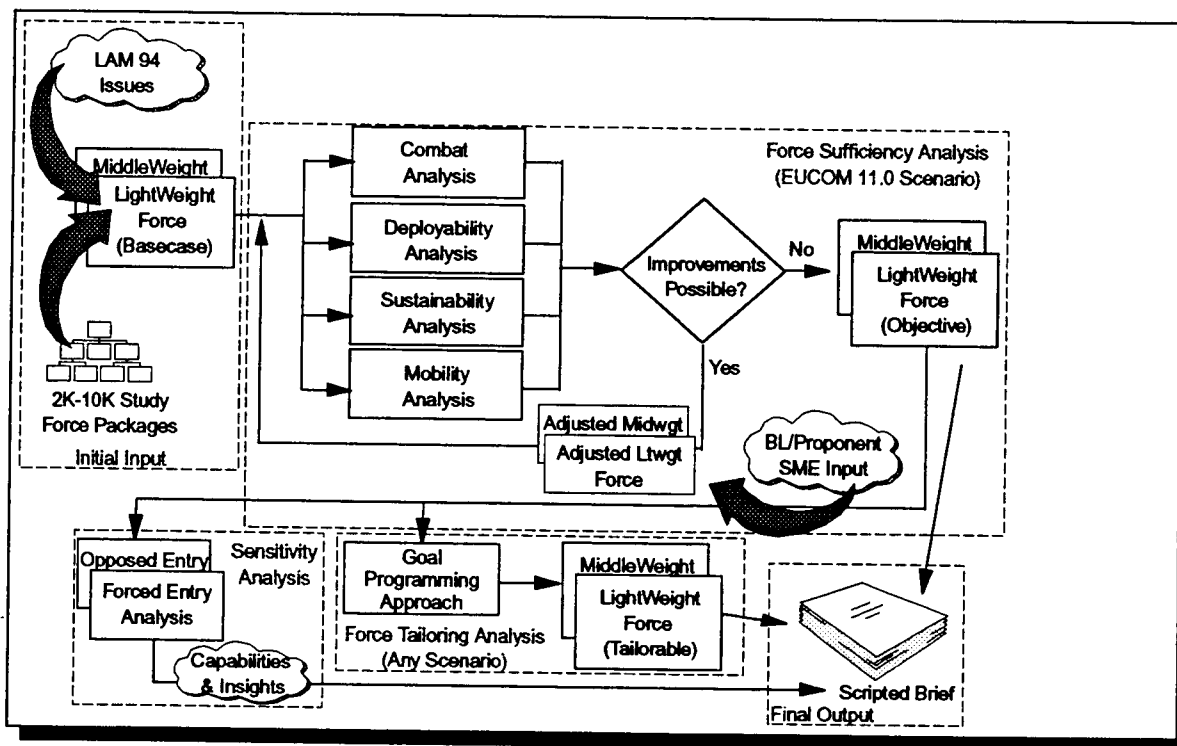 LAM 94
Issues
MiddleWeight
LightWeight
Force
(Basecase)
2K-10K Study
Force Packages
Initial Input
Combat
Analysis
Deployability
Analysis
Sustainability
Analysis
Mobility
Analysis
Force Sufficiency Analysis
(EUCOM 11.0 Scenario)
Improvements
Possible?
No
Yes
MiddleWeight
LightWeight
Force
(Objective)
Adjusted Midwgt
Adjusted Ltwgt
Force
BL/Proponent
SME Input
Opposed Entry
Forced Entry
Analysis
Sensitivity
Analysis
Capabilities
& Insights
Goal
Programming
Approach
Force Tailoring Analysis
(Any Scenario)
MiddleWeight
LightWeight
Force
(Tailorable)
Scripted Brief
Final Output